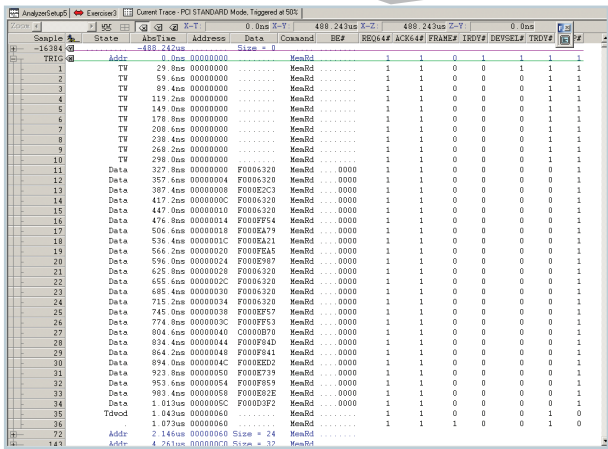 AnalyzerSetup5 Exerciser3 Current Trace - PCI STANDARD Mode, Triggered at 50%
Zoom X-Y: 0.0ns X-Y: 488.243us X-Z: 488.243us Z-Y: 0.0ns
Sample State AbsTime Address Data Command BE# REQ64# ACK64# FRAME# IRDY# DEVSEL# TRDY# P#
-16384 -488.242us Size = 0
TRIG Addr 0.0ns 00000000 ........ MemRd ........ 1 1 0 1 1 1 1
1 TW 29.8ns 00000000 ........ MemRd ........ 1 1 0 0 1 1 1
2 TW 59.6ns 00000000 ........ MemRd ........ 1 1 0 0 1 1 1
3 TW 89.4ns 00000000 ........ MemRd ........ 1 1 0 0 0 1 1
4 TW 119.2ns 00000000 ........ MemRd ........ 1 1 0 0 0 1 1
5 TW 149.0ns 00000000 ........ MemRd ........ 1 1 0 0 0 1 1
6 TW 178.8ns 00000000 ........ MemRd ........ 1 1 0 0 0 1 1
7 TW 208.6ns 00000000 ........ MemRd ........ 1 1 0 0 0 1 1
8 TW 238.4ns 00000000 ........ MemRd ........ 1 1 0 0 0 1 1
9 TW 268.2ns 00000000 ........ MemRd ........ 1 1 0 0 0 1 1
10 TW 298.0ns 00000000 ........ MemRd ........ 1 1 0 0 0 1 1
11 Data 327.8ns 00000000 F0006320 MemRd ....0000 1 1 0 0 0 0 1
12 Data 357.6ns 00000004 F0006320 MemRd ....0000 1 1 0 0 0 0 1
13 Data 387.4ns 00000008 F000E2C3 MemRd ....0000 1 1 0 0 0 0 1
14 Data 417.2ns 0000000C F0006320 MemRd ....0000 1 1 0 0 0 0 1
15 Data 447.0ns 00000010 F0006320 MemRd ....0000 1 1 0 0 0 0 1
16 Data 476.8ns 00000014 F000FF54 MemRd ....0000 1 1 0 0 0 0 1
17 Data 506.6ns 00000018 F000EA79 MemRd ....0000 1 1 0 0 0 0 1
18 Data 536.4ns 0000001C F000EA21 MemRd ....0000 1 1 0 0 0 0 1
19 Data 566.2ns 00000020 F000FEA5 MemRd ....0000 1 1 0 0 0 0 1
20 Data 596.0ns 00000024 F000E987 MemRd ....0000 1 1 0 0 0 0 1
21 Data 625.8ns 00000028 F0006320 MemRd ....0000 1 1 0 0 0 0 1
22 Data 655.6ns 0000002C F0006320 MemRd ....0000 1 1 0 0 0 0 1
23 Data 685.4ns 00000030 F0006320 MemRd ....0000 1 1 0 0 0 0 1
24 Data 715.2ns 00000034 F0006320 MemRd ....0000 1 1 0 0 0 0 1
25 Data 745.0ns 00000038 F000EF57 MemRd ....0000 1 1 0 0 0 0 1
26 Data 774.8ns 0000003C F000FF53 MemRd ....0000 1 1 0 0 0 0 1
27 Data 804.6ns 00000040 C0000B70 MemRd ....0000 1 1 0 0 0 0 1
28 Data 834.4ns 00000044 F000F84D MemRd ....0000 1 1 0 0 0 0 1
29 Data 864.2ns 00000048 F000F841 MemRd ....0000 1 1 0 0 0 0 1
30 Data 894.0ns 0000004C F000EED2 MemRd ....0000 1 1 0 0 0 0 1
31 Data 923.8ns 00000050 F000E739 MemRd ....0000 1 1 0 0 0 0 1
32 Data 953.6ns 00000054 F000F859 MemRd ....0000 1 1 0 0 0 0 1
33 Data 983.4ns 00000058 F000E82E MemRd ....0000 1 1 0 0 0 0 1
34 Data 1.013us 0000005C F000D3F2 MemRd ....0000 1 1 0 0 0 0 1
35 Tdwod 1.043us 00000060 ........ MemRd ........ 1 1 0 0 0 1 0
36 1.073us 00000060 ........ MemRd ........ 1 1 1 0 0 1 0
72 Addr 2.146us 00000060 Size = 24 MemRd ........
143 Addr 4.261us 000000C0 Size = 32 MemRd